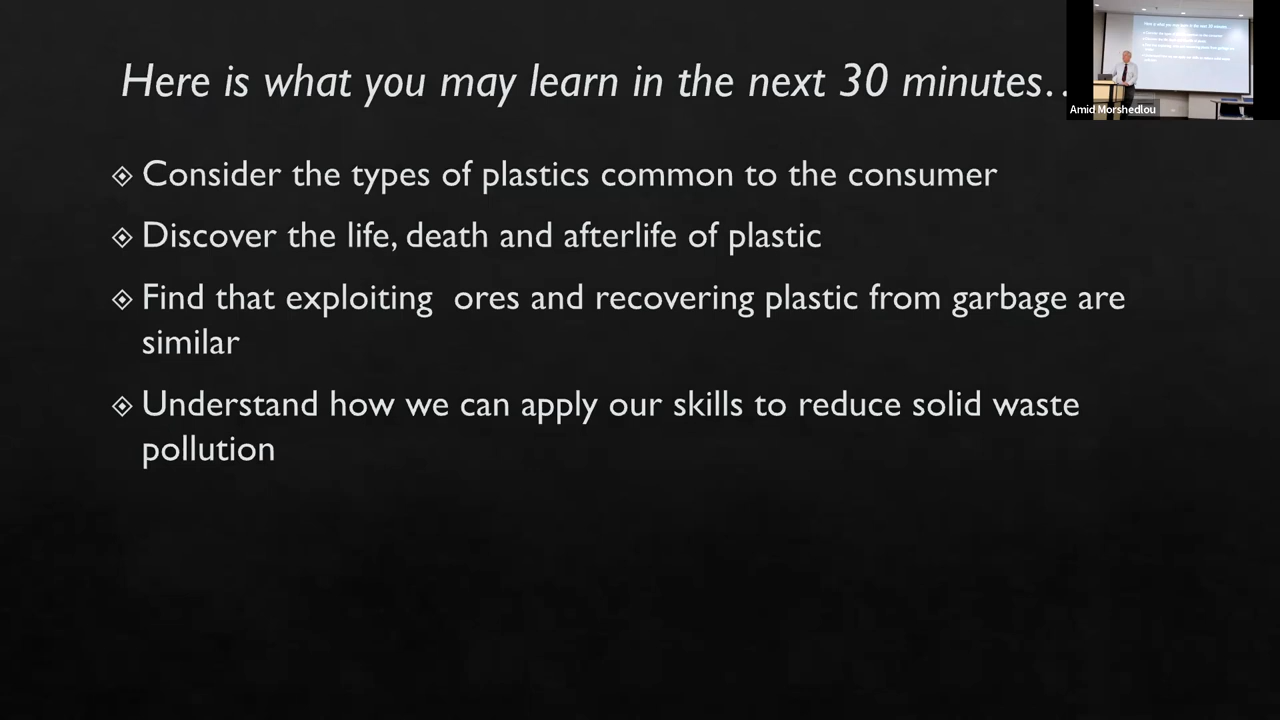 Here is what you may learn in the next 30 minutes..
Amid Morshedlou
Consider the types of plastics common to the consumer
Discover the life, death and afterlife of plastic
Find that exploiting  ores and recovering plastic from garbage are
similar
Understand how we can apply our skills to reduce solid waste
pollution